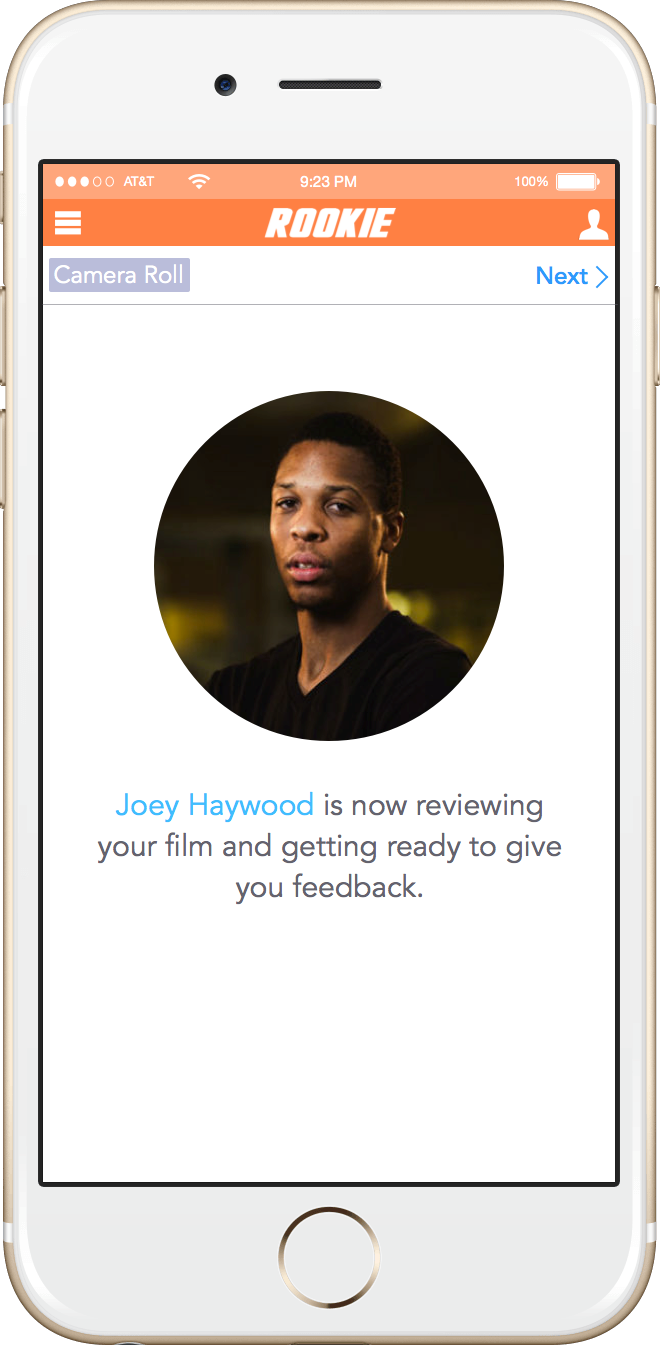 AT&T 9:23 PM 100%
ROOKIE
Camera Roll Next
Joey Haywood is now reviewing
your film and getting ready to give
you feedback.